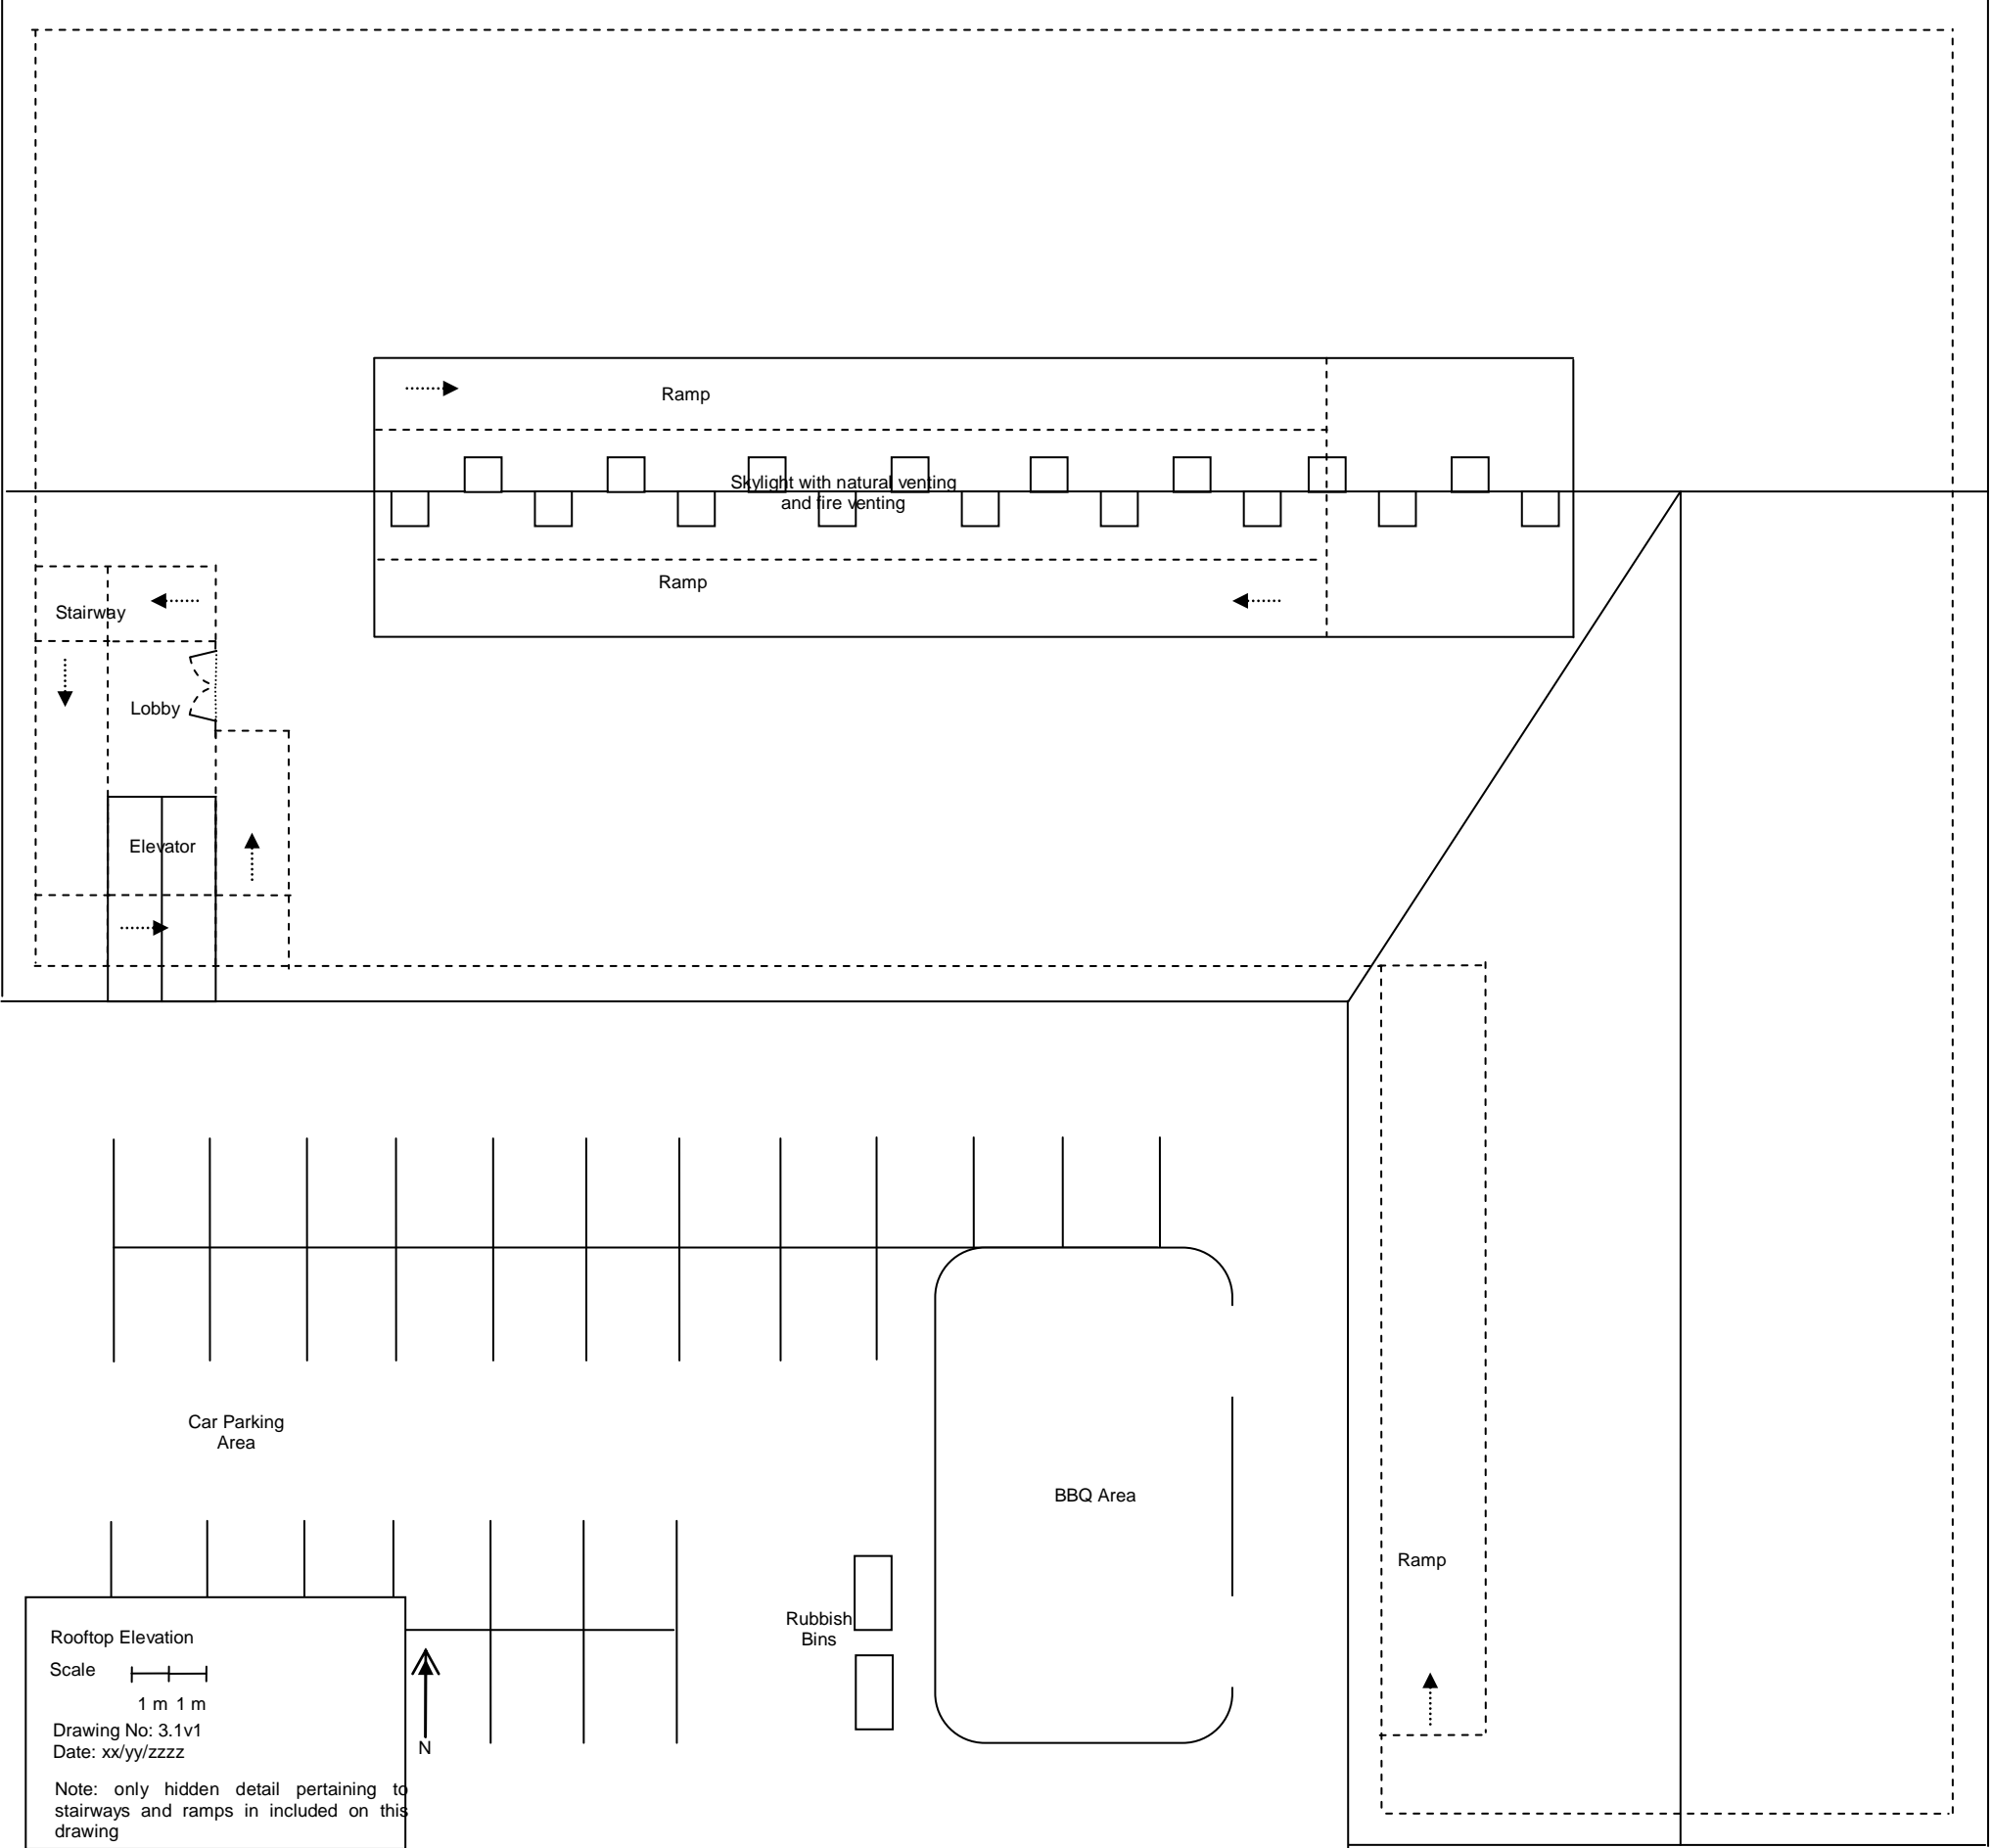 Ramp
Skylight with natural venting
and fire venting
Ramp
Stairway
Lobby
Elevator
Car Parking
Area
BBQ Area
Ramp
Rubbish
Bins
Rooftop Elevation
Scale
1 m 1 m
Drawing No: 3.1v1
Date: xx/yy/zzzz
N
Note: only hidden detail pertaining to
stairways and ramps in included on this
drawing